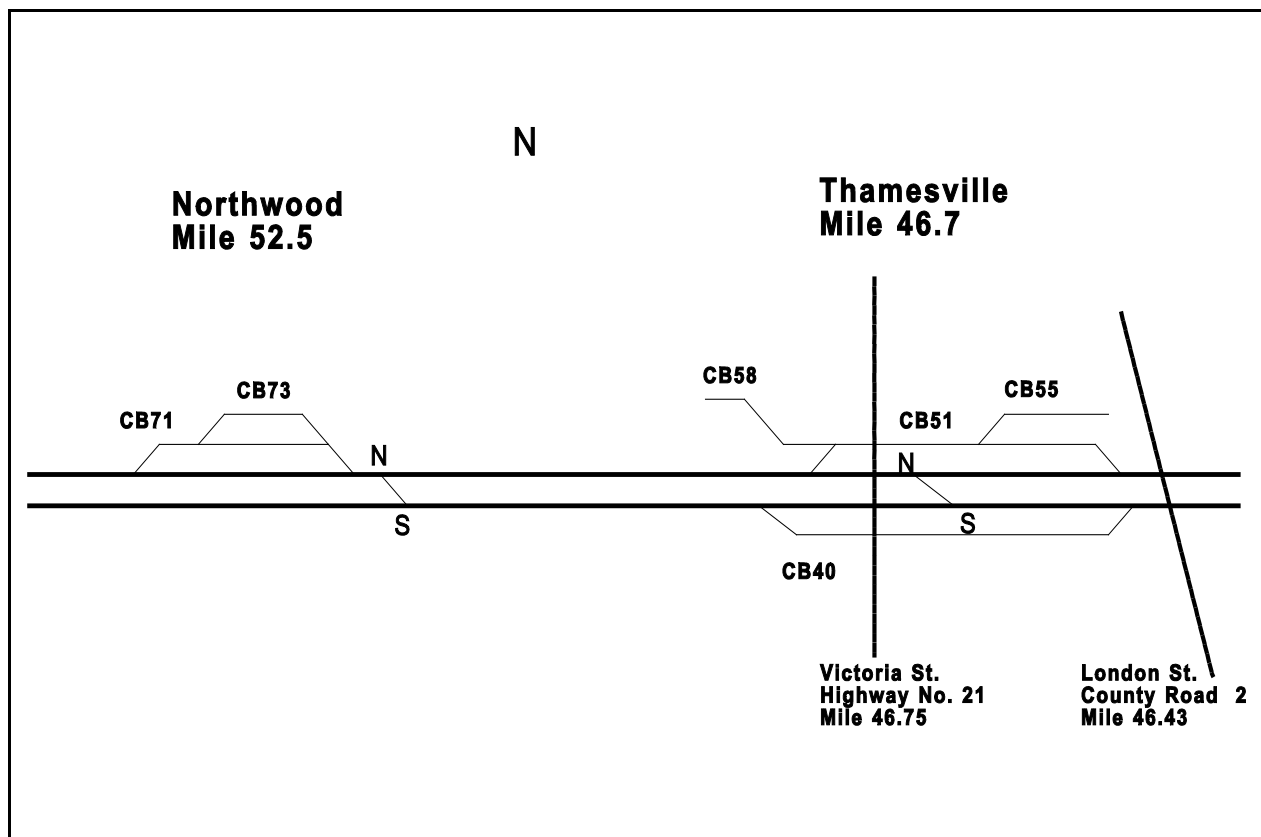 N
Northwood
Mile 52.5
Thamesville
Mile 46.7
CB58
CB73
CB55
CB71
CB51
N
N
S
S
CB40
Victoria St.
Highway No. 21
Mile 46.75
London St.
County Road 2
Mile 46.43